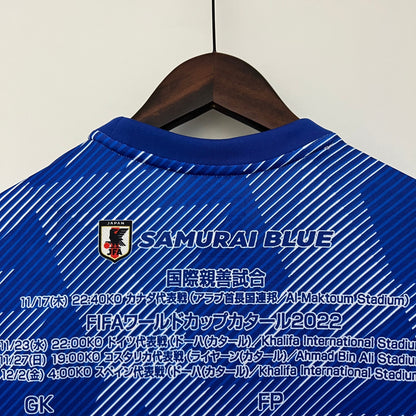 JAPAN
JFA
SAMURAI BLUE
国際親善試合
11/17(木) 22:40KO カナダ代表戦 (アラブ首長国連邦/Al-Maktoum Stadium)
FIFAワールドカップカタール2022
11/23(水) 22:00KO ドイツ代表戦 (ドーハ(カタール)/Khalifa International Stadiu
11/27(日) 19:00KO コスタリカ代表戦 (ライヤーン(カタール)/Ahmad Bin Ali Stadiu
12/2(金) 4:00KO スペイン代表戦 (ドーハ(カタール)/Khalifa International Stadium
GK FP